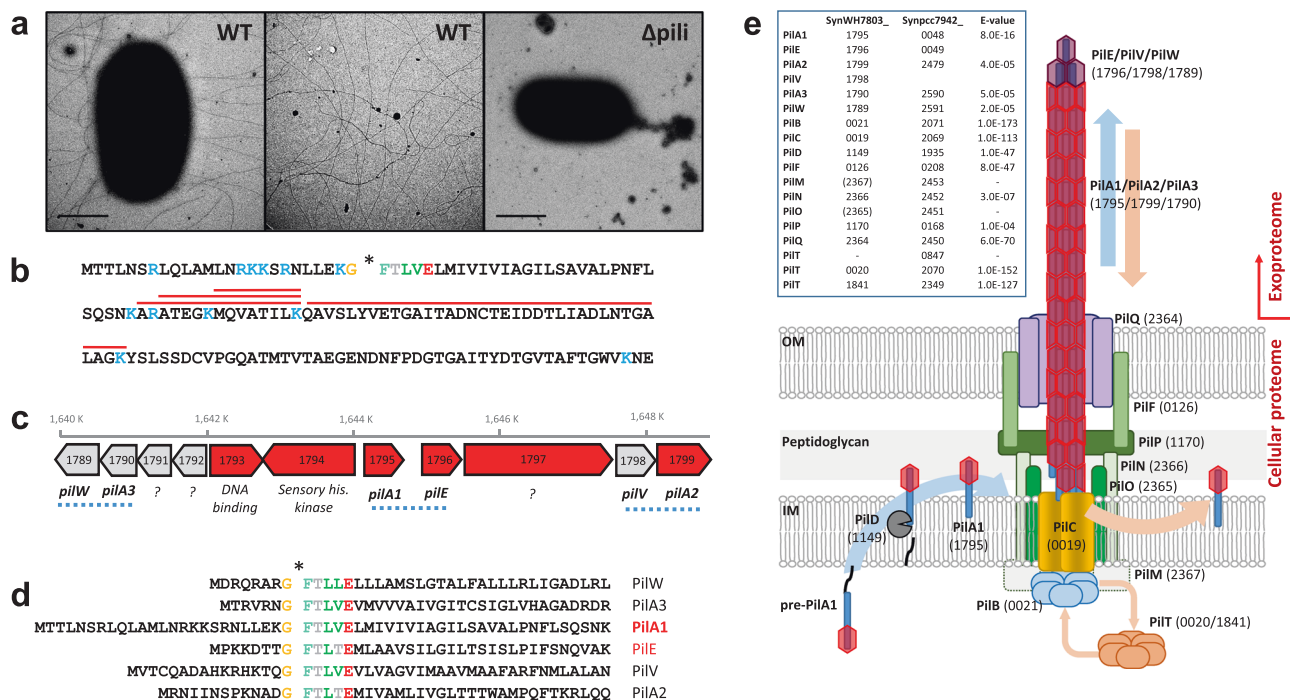 a
WT
WT
Δpili
b
MTTLNSRLQLAMLNRKKSRNLLEKG * FTLVELMIVIVIAGILSAVALPNFL
SQSNKARATEGKMQVATILKQAVSLYVETGAITADNCTEIDDTLIADLNTGA
LAGKYSLSSDCVPGQATMTVTAEGENDNFPDGTGAITYDTGVTAFTGWVKNE
c
1,640 K 1,642 K 1,644 K 1,646 K 1,648 K
1789 1790 1791 1792 1793 1794 1795 1796 1797 1798 1799
pilW pilA3 ? ? DNA binding Sensory his. kinase pilA1 pilE ? pilV pilA2
d
*
MDRQRARG FTLLELLLAMSLGTALFALLLRLIGADLRL PilW
MTRVRNG FTLVEVMVVVAIVGITCSIGLVHAGADRDR PilA3
MTTLNSRLQLAMLNRKKSRNLLEKG FTLVELMIVIVIAGILSAVALPNFLSQSNK PilA1
MPKKDTTG FTLTELMAAVSILGILTSISLPIFSNQVAK PilE
MVTCQADAHKRHKTQG FTLVEVLVAGVIMAAVMAAFARFNMLALAN PilV
MRNIINSPKNADG FTLTEMIVAMLIVGLTTTWAMPQFTKRLQQ PilA2
e
SynWH7803_ Synpcc7942_ E-value
PilA1 1795 0048 8.0E-16
PilE 1796 0049
PilA2 1799 2479 4.0E-05
PilV 1798
PilA3 1790 2590 5.0E-05
PilW 1789 2591 2.0E-05
PilB 0021 2071 1.0E-173
PilC 0019 2069 1.0E-113
PilD 1149 1935 1.0E-47
PilF 0126 0208 8.0E-47
PilM (2367) 2453 -
PilN 2366 2452 3.0E-07
PilO (2365) 2451 -
PilP 1170 0168 1.0E-04
PilQ 2364 2450 6.0E-70
PilT - 0847 -
PilT 0020 2070 1.0E-152
PilT 1841 2349 1.0E-127
PilE/PilV/PilW
(1796/1798/1789)
PilA1/PilA2/PilA3
(1795/1799/1790)
Exoproteome
Cellular proteome
PilQ (2364)
OM
PilF (0126)
Peptidoglycan
PilP (1170)
PilN (2366)
PilO (2365)
IM
PilD
(1149)
PilA1
(1795)
PilC
(0019)
PilM (2367)
pre-PilA1
PilB (0021)
PilT (0020/1841)